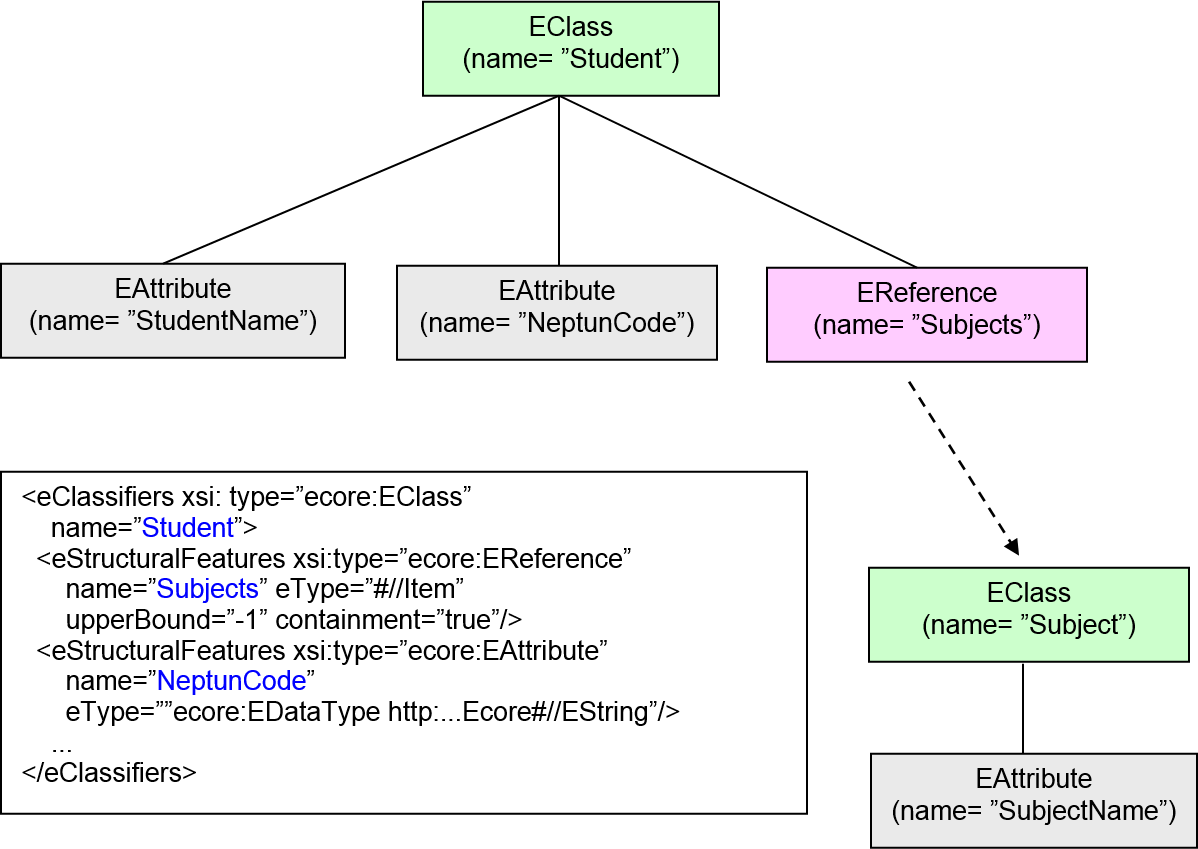 EClass
(name= ”Student”)
EAttribute
(name= ”StudentName”)
EAttribute
(name= ”NeptunCode”)
EReference
(name= ”Subjects”)
<eClassifiers xsi: type=”ecore:EClass”
name=”Student”>
<eStructuralFeatures xsi:type=”ecore:EReference”
name=”Subjects” eType=”#//Item”
upperBound=”-1” containment=”true”/>
<eStructuralFeatures xsi:type=”ecore:EAttribute”
name=”NeptunCode”
eType=””ecore:EDataType http:...Ecore#//EString”/>
...
</eClassifiers>
EClass
(name= ”Subject”)
EAttribute
(name= ”SubjectName”)